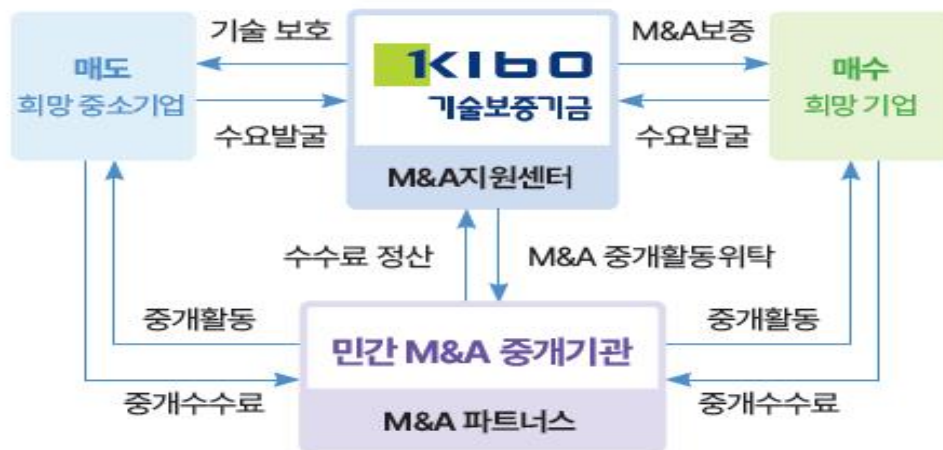 기술 보호
M&A보증
매도
희망 중소기업
KIBO
기술보증기금
매수
희망 기업
수요발굴
수요발굴
M&A지원센터
수수료 정산
M&A 중개활동위탁
중개활동
중개활동
민간 M&A 중개기관
중개수수료
중개수수료
M&A 파트너스